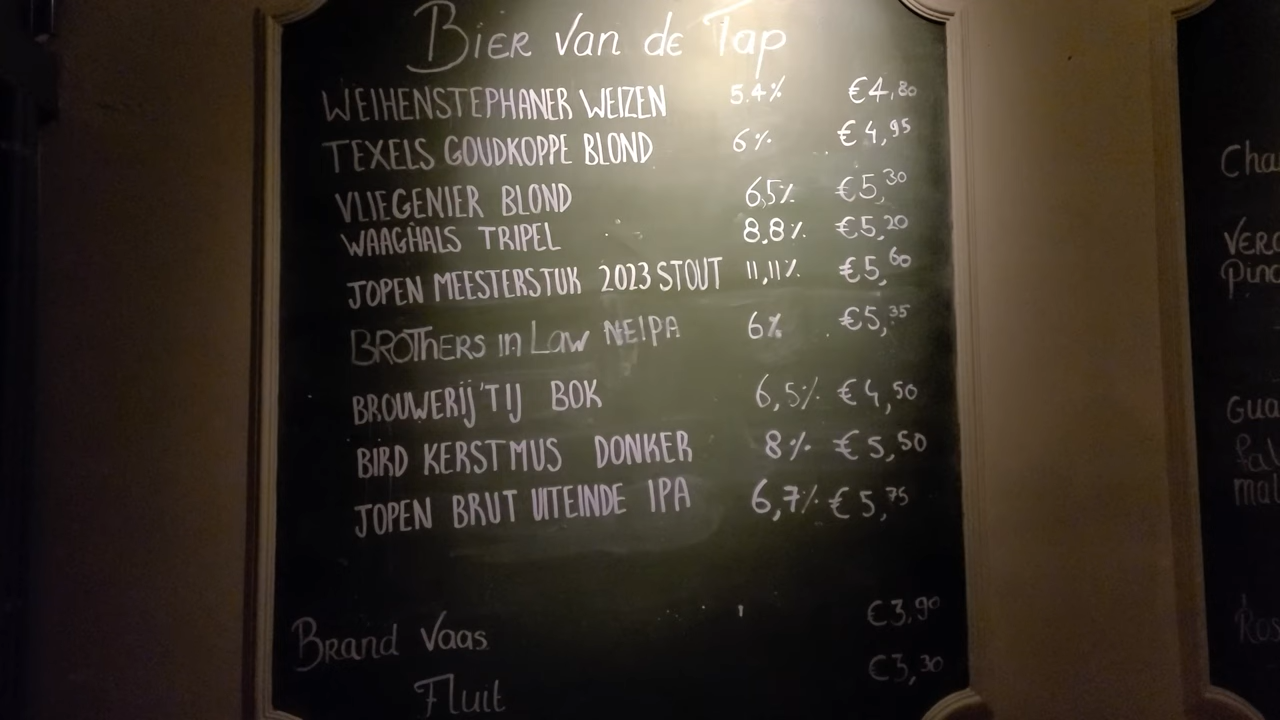 Bier van de Tap
WEIHENSTEPHANER WEIZEN 5.4% €4,80
TEXELS GOUDKOPPE BLOND 6% €4,95
VLIEGENIER BLOND 6,5% €5,30
WAAGHALS TRIPEL 8,8% €5,20
JOPEN MEESTERSTUK 2023 STOUT 11,11% €5,60
BROTHERS in Law NEIPA 6% €5,35
BROUWERIJ 'TIJ BOK 6,5% €4,50
BIRD KERSTMUS DONKER 8% €5,50
JOPEN BRUT UITEINDE IPA 6,7% €5,75
Brand Vaas €3,90
Fluit €3,30